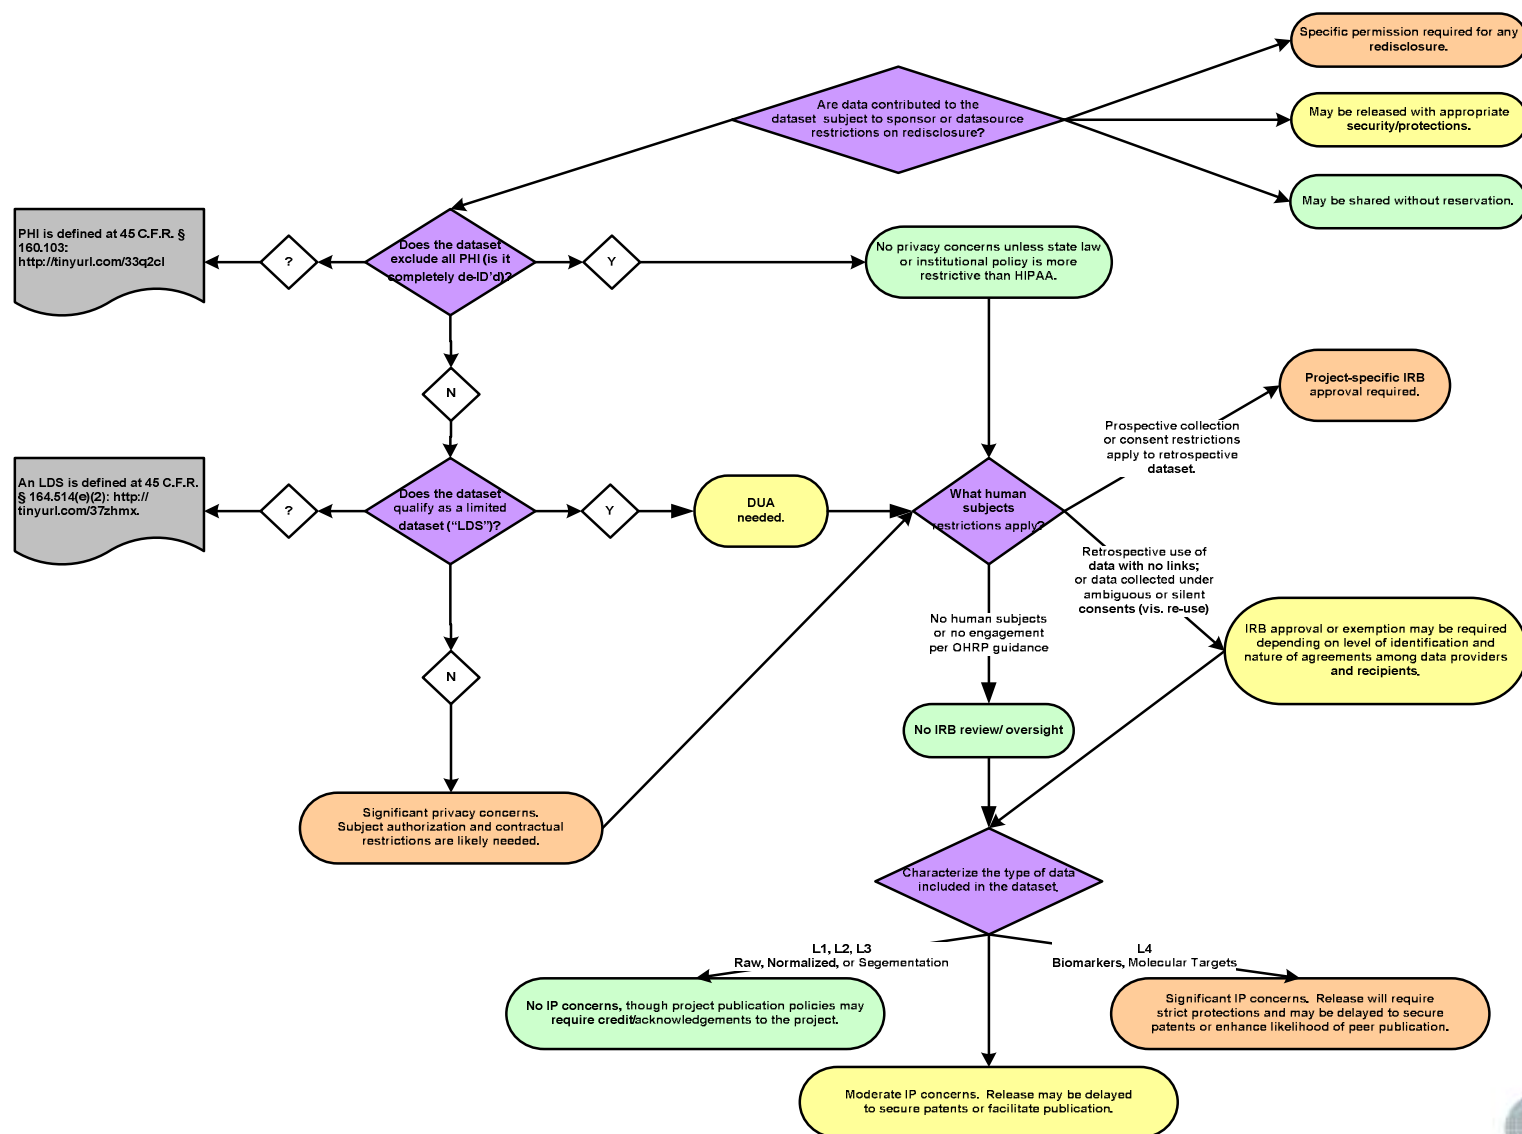 Specific permission required for any
redisclosure.
Are data contributed to the
dataset subject to sponsor or datasource
restrictions on redisclosure?
May be released with appropriate
security/protections.
May be shared without reservation.
PHI is defined at 45 C.F.R. §
160.103:
http://tinyurl.com/33q2cl
?
Does the dataset
exclude all PHI (is it
completely de-ID'd)?
Y
No privacy concerns unless state law
or institutional policy is more
restrictive than HIPAA.
N
Project-specific IRB
approval required.
Prospective collection
or consent restrictions
apply to retrospective
dataset.
An LDS is defined at 45 C.F.R.
§ 164.514(e)(2): http://
tinyurl.com/37zhmx.
?
Does the dataset
qualify as a limited
dataset (“LDS”)?
Y
DUA
needed.
What human
subjects
restrictions apply?
Retrospective use of
data with no links;
or data collected under
ambiguous or silent
consents (vis. re-use)
No human subjects
or no engagement
per OHRP guidance
IRB approval or exemption may be required
depending on level of identification and
nature of agreements among data providers
and recipients.
N
No IRB review/ oversight
Significant privacy concerns.
Subject authorization and contractual
restrictions are likely needed.
Characterize the type of data
included in the dataset.
L1, L2, L3
Raw, Normalized, or Segementation
L4
Biomarkers, Molecular Targets
No IP concerns, though project publication policies may
require credit/acknowledgements to the project.
Significant IP concerns. Release will require
strict protections and may be delayed to secure
patents or enhance likelihood of peer publication.
Moderate IP concerns. Release may be delayed
to secure patents or facilitate publication.